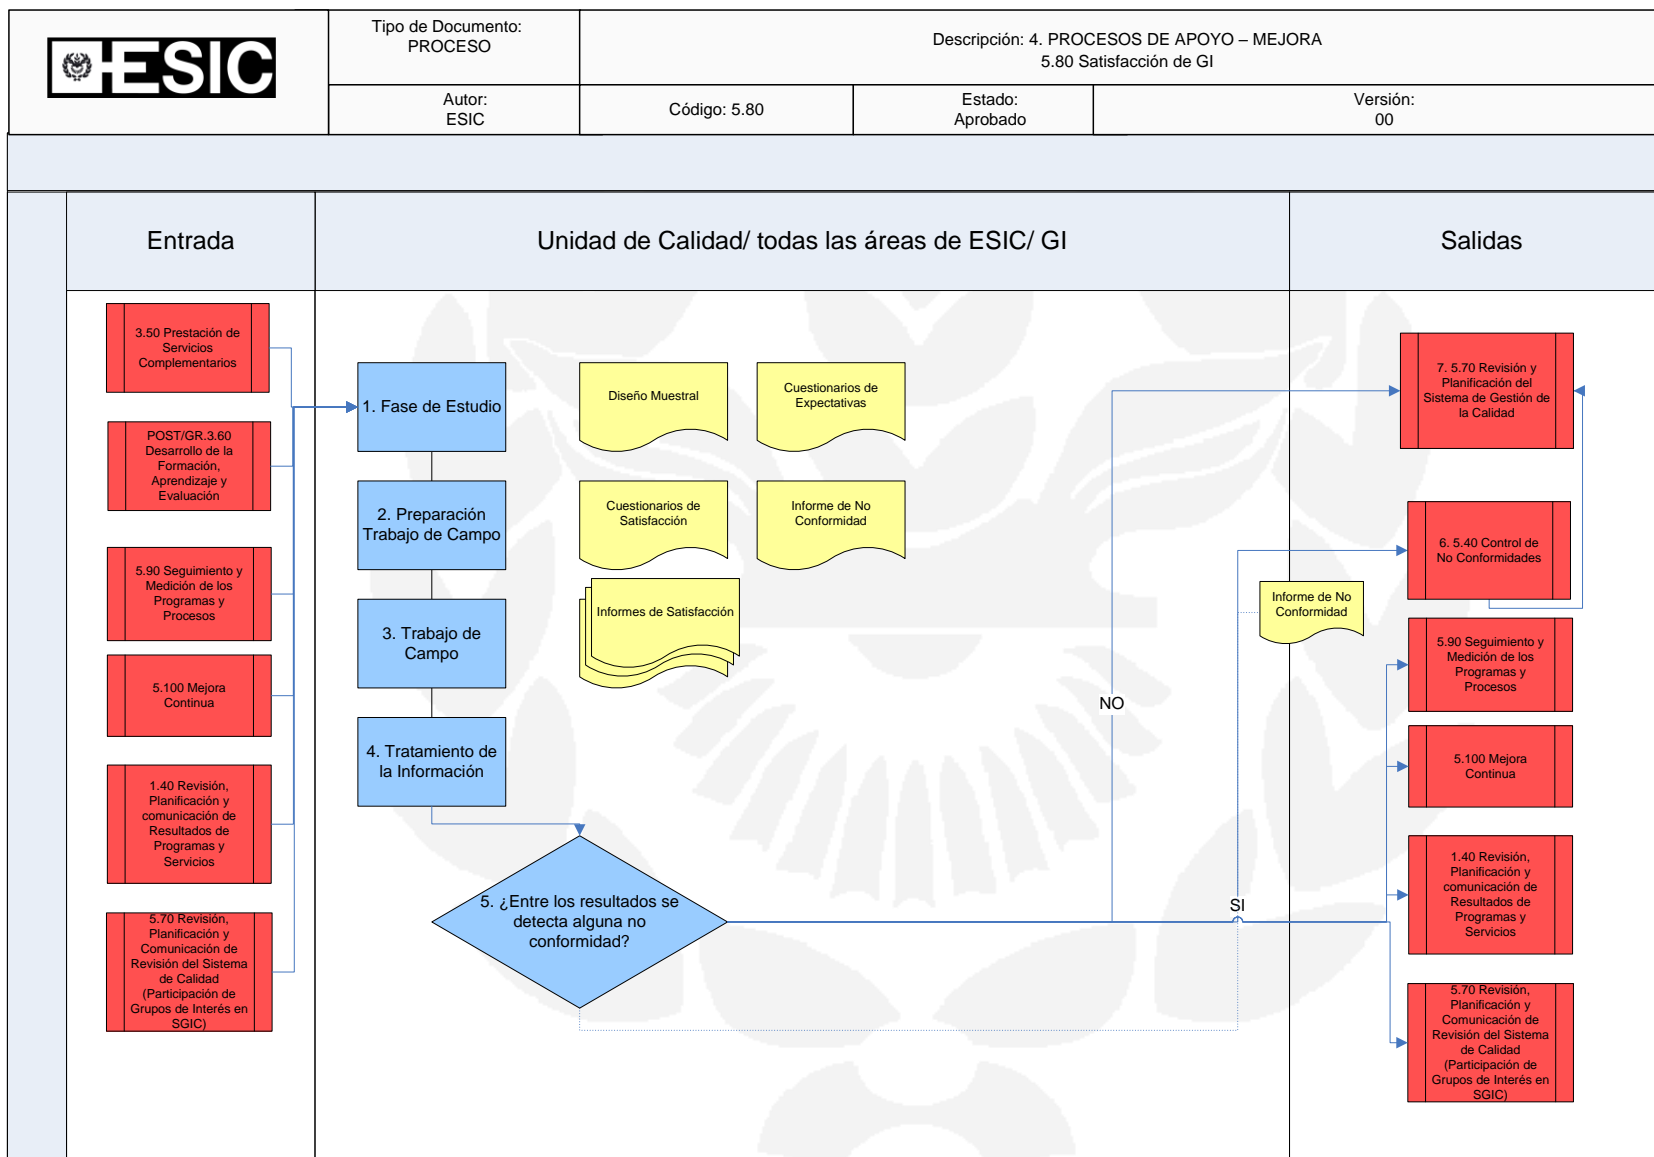 ESIC
Tipo de Documento:
PROCESO
Descripción: 4. PROCESOS DE APOYO – MEJORA
5.80 Satisfacción de GI
Autor:
ESIC
Código: 5.80
Estado:
Aprobado
Versión:
00
Entrada
Unidad de Calidad/ todas las áreas de ESIC/ GI
Salidas
3.50 Prestación de
Servicios
Complementarios
POST/GR.3.60
Desarrollo de la
Formación,
Aprendizaje y
Evaluación
5.90 Seguimiento y
Medición de los
Programas y
Procesos
5.100 Mejora
Continua
1.40 Revisión,
Planificación y
comunicación de
Resultados de
Programas y
Servicios
5.70 Revisión,
Planificación y
Comunicación de
Revisión del Sistema
de Calidad
(Participación de
Grupos de Interés en
SGIC)
1. Fase de Estudio
2. Preparación
Trabajo de Campo
3. Trabajo de
Campo
4. Tratamiento de
la Información
5. ¿Entre los resultados se
detecta alguna no
conformidad?
Diseño Muestral
Cuestionarios de
Expectativas
Cuestionarios de
Satisfacción
Informe de No
Conformidad
Informes de Satisfacción
NO
SI
Informe de No
Conformidad
7. 5.70 Revisión y
Planificación del
Sistema de Gestión de
la Calidad
6. 5.40 Control de
No Conformidades
5.90 Seguimiento y
Medición de los
Programas y
Procesos
5.100 Mejora
Continua
1.40 Revisión,
Planificación y
comunicación de
Resultados de
Programas y
Servicios
5.70 Revisión,
Planificación y
Comunicación de
Revisión del Sistema
de Calidad
(Participación de
Grupos de Interés en
SGIC)